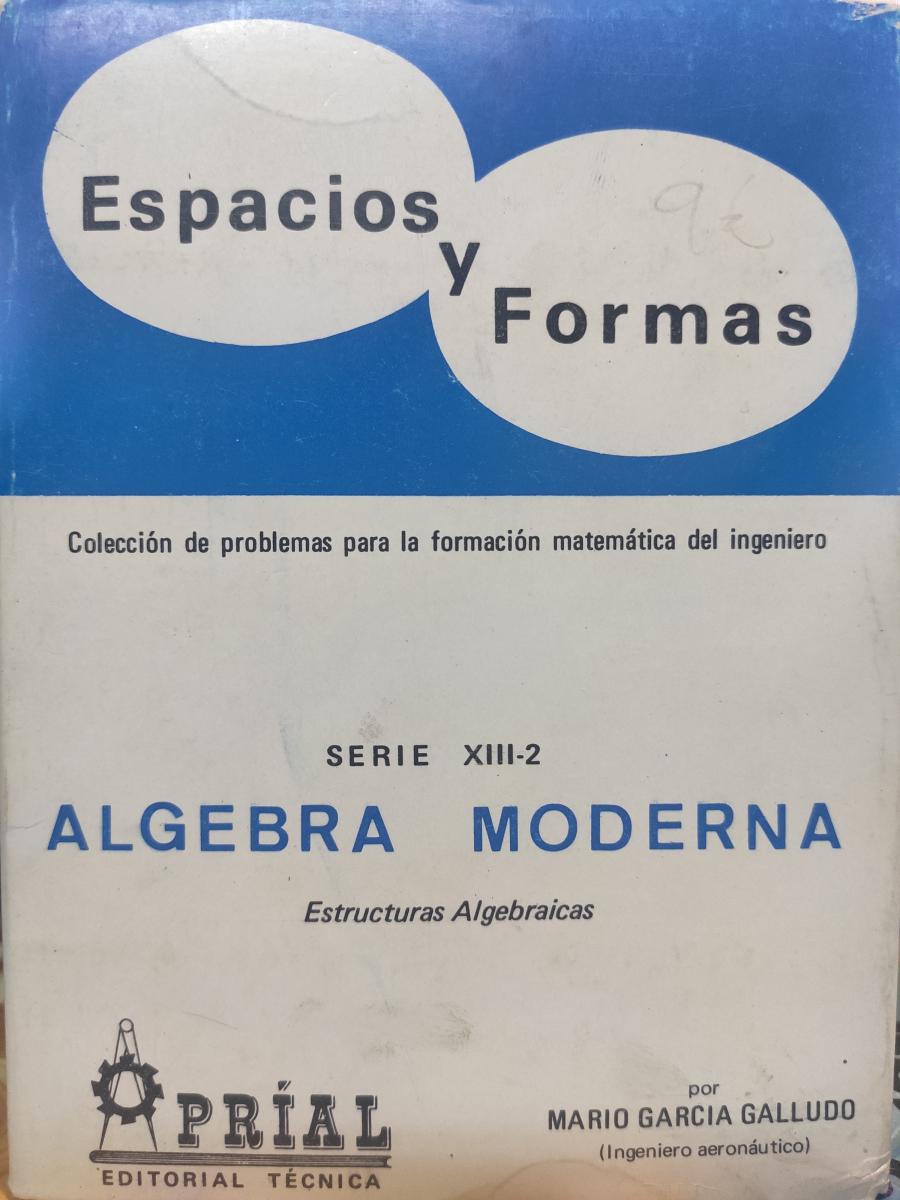 Espacios
y
Formas
Colección de problemas para la formación matemática del ingeniero
SERIE XIII-2
ALGEBRA MODERNA
Estructuras Algebraicas
PRÍAL
EDITORIAL TÉCNICA
por
MARIO GARCIA GALLUDO
(Ingeniero aeronáutico)